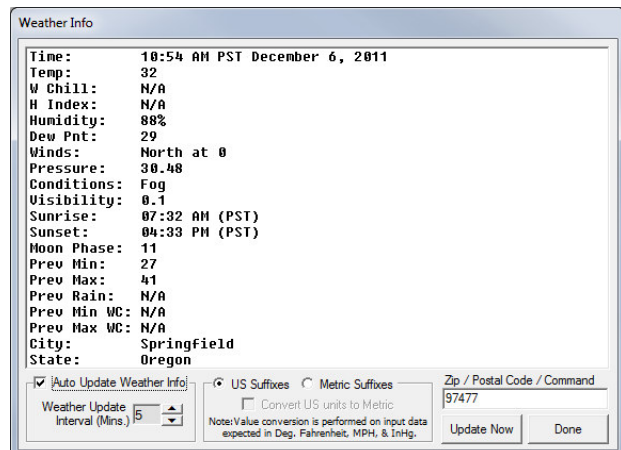 Weather Info
Time: 10:54 AM PST December 6, 2011
Temp: 32
W Chill: N/A
H Index: N/A
Humidity: 88%
Dew Pnt: 29
Winds: North at 0
Pressure: 30.48
Conditions: Fog
Visibility: 0.1
Sunrise: 07:32 AM (PST)
Sunset: 04:33 PM (PST)
Moon Phase: 11
Prev Min: 27
Prev Max: 41
Prev Rain: N/A
Prev Min WC: N/A
Prev Max WC: N/A
City: Springfield
State: Oregon
Auto Update Weather Info
Weather Update
Interval (Mins.) 5
US Suffixes Metric Suffixes
Convert US units to Metric
Note:Value conversion is performed on input data
expected in Deg. Fahrenheit, MPH, & InHg.
Zip / Postal Code / Command
97477
Update Now Done